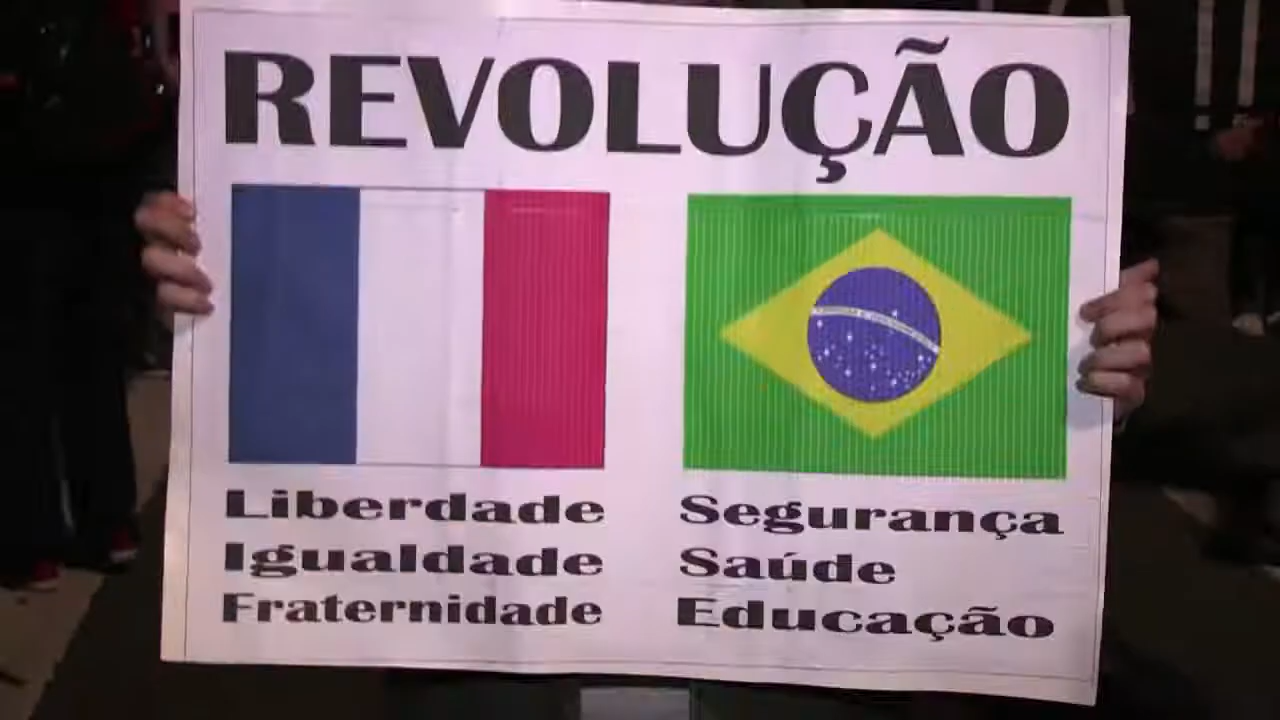 REVOLUÇÃO
Liberdade
Igualdade
Fraternidade
Segurança
Saúde
Educação